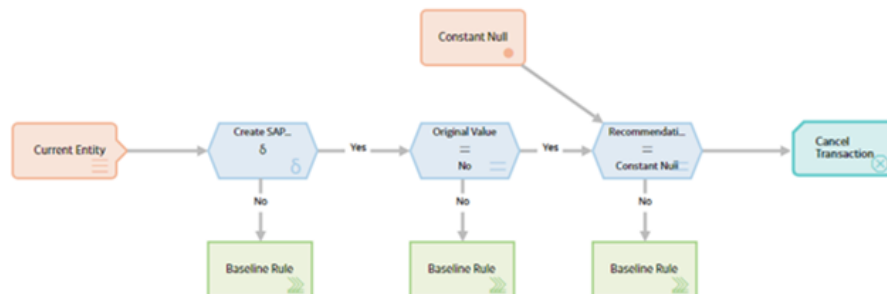 Constant Null
Current Entity
Create SAP...
δ
δ
Yes
Original Value
=
No
Yes
Recommendati...
=
Constant Null
Cancel
Transaction...
No
No
No
Baseline Rule
Baseline Rule
Baseline Rule